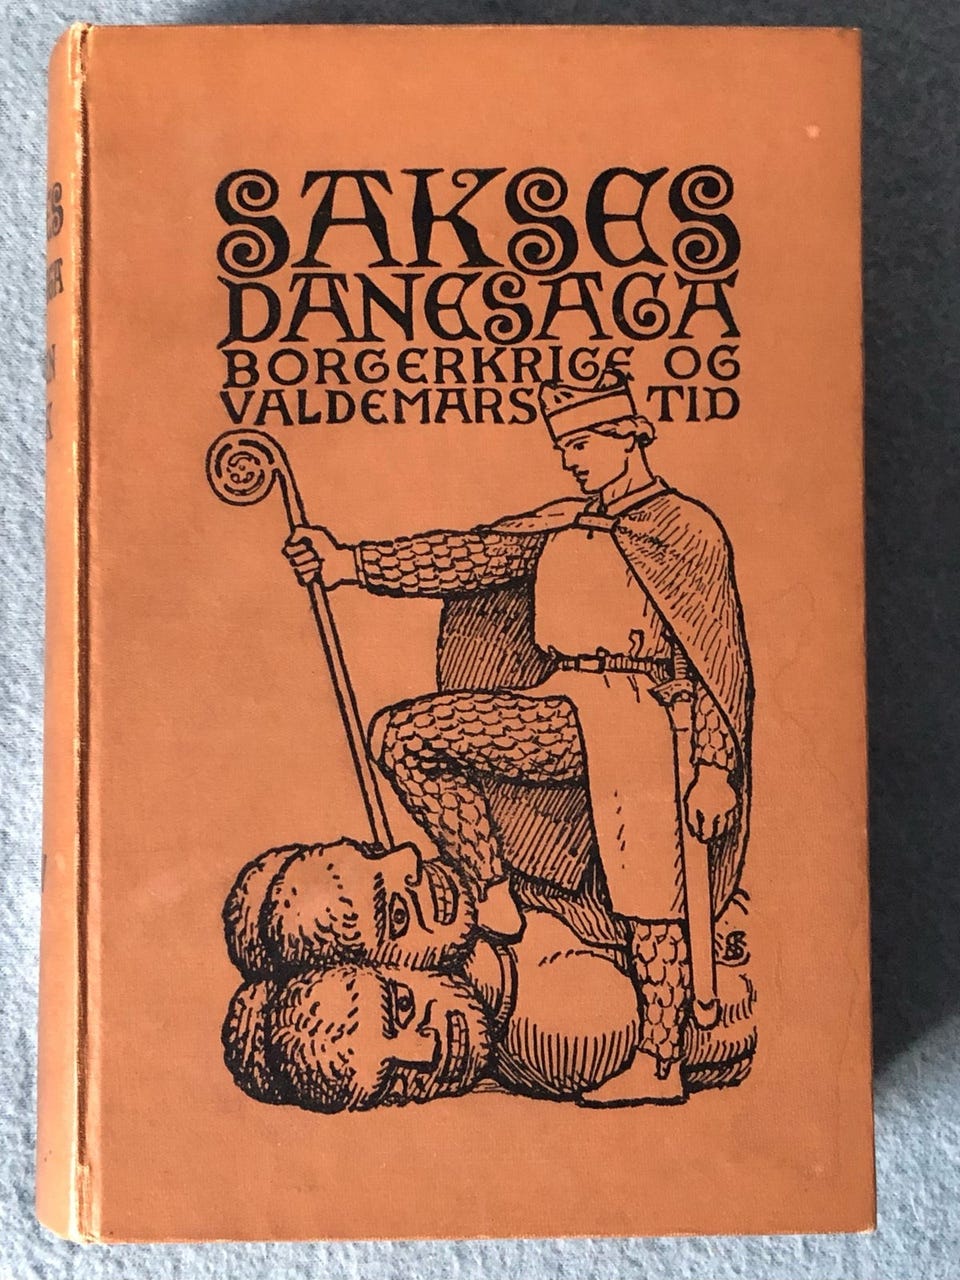 SAKSES
DANESAGA
BORGERKRIGE OG
VALDEMARS TID